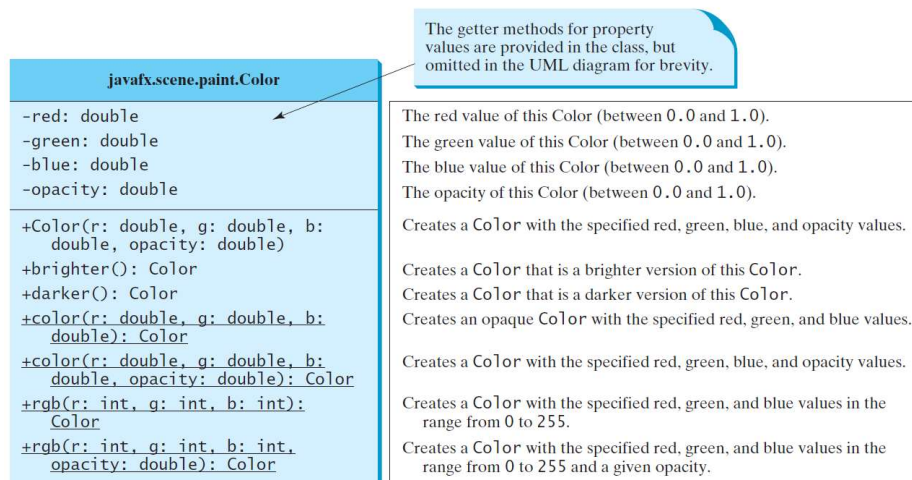 The getter methods for property
values are provided in the class, but
omitted in the UML diagram for brevity.
javafx.scene.paint.Color
-red: double
The red value of this Color (between 0.0 and 1.0).
-green: double
The green value of this Color (between 0.0 and 1.0).
-blue: double
The blue value of this Color (between 0.0 and 1.0).
-opacity: double
The opacity of this Color (between 0.0 and 1.0).
+Color(r: double, g: double, b:
double, opacity: double)
Creates a Color with the specified red, green, blue, and opacity values.
+brighter(): Color
Creates a Color that is a brighter version of this Color.
+darker(): Color
Creates a Color that is a darker version of this Color.
+color(r: double, g: double, b:
double): Color
Creates an opaque Color with the specified red, green, and blue values.
+color(r: double, g: double, b:
double, opacity: double): Color
Creates a Color with the specified red, green, blue, and opacity values.
+rgb(r: int, g: int, b: int):
Color
Creates a Color with the specified red, green, and blue values in the
range from 0 to 255.
+rgb(r: int, g: int, b: int,
opacity: double): Color
Creates a Color with the specified red, green, and blue values in the
range from 0 to 255 and a given opacity.